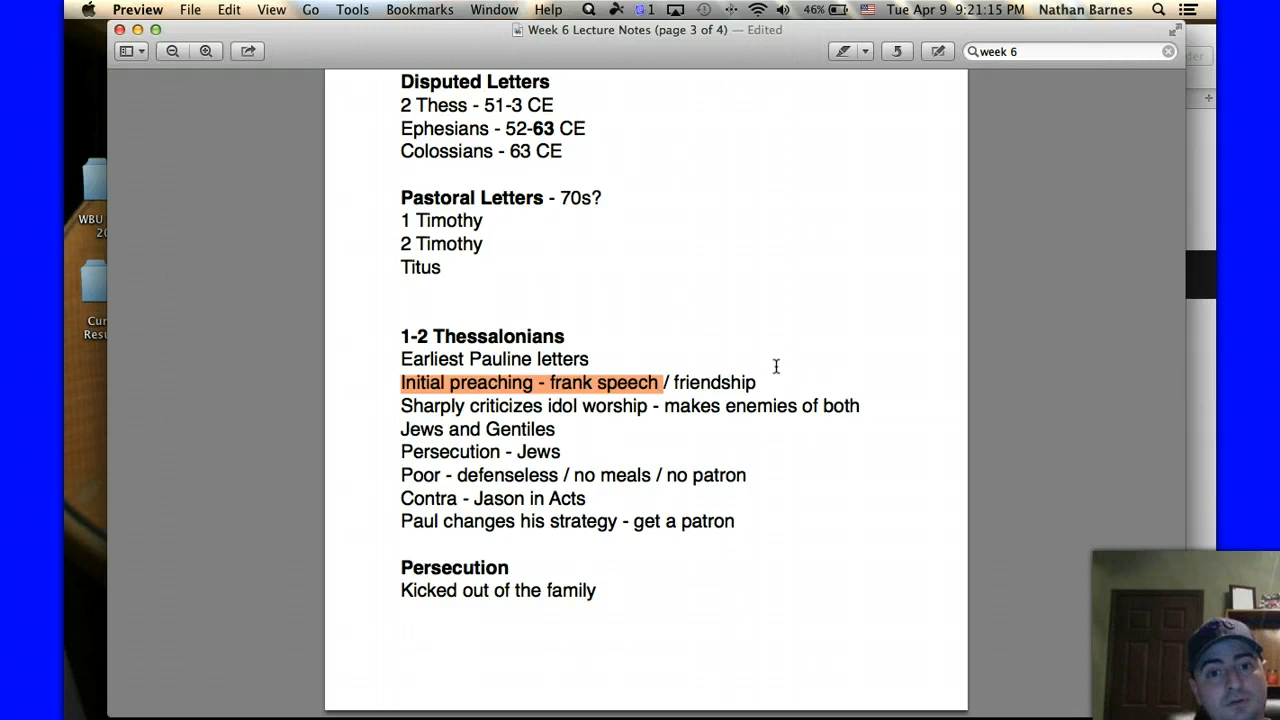 Preview File Edit View Go Tools Bookmarks Window Help 1 46% Tue Apr 9 9:21:15 PM Nathan Barnes
Week 6 Lecture Notes (page 3 of 4) — Edited
week 6
Disputed Letters
2 Thess - 51-3 CE
Ephesians - 52-63 CE
Colossians - 63 CE
Pastoral Letters - 70s?
1 Timothy
2 Timothy
Titus
1-2 Thessalonians
Earliest Pauline letters
Initial preaching - frank speech / friendship
Sharply criticizes idol worship - makes enemies of both
Jews and Gentiles
Persecution - Jews
Poor - defenseless / no meals / no patron
Contra - Jason in Acts
Paul changes his strategy - get a patron
Persecution
Kicked out of the family
WBU
20
Cur
Resu
der